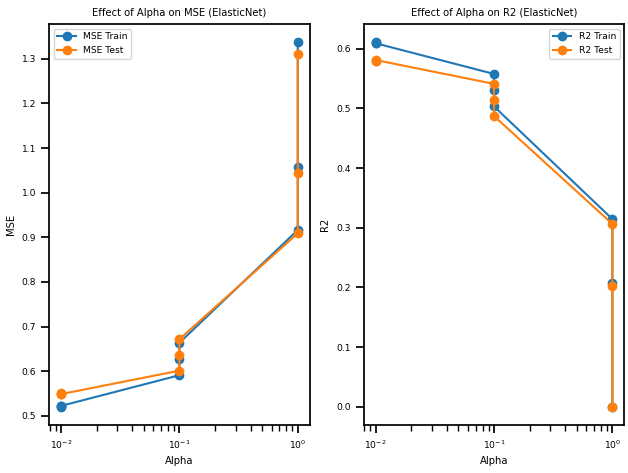 Effect of Alpha on MSE (ElasticNet)
MSE Train
MSE Test
MSE
1.3
1.2
1.1
1.0
0.9
0.8
0.7
0.6
0.5
10⁻²
10⁻¹
10⁰
Alpha
Effect of Alpha on R2 (ElasticNet)
R2 Train
R2 Test
R2
0.6
0.5
0.4
0.3
0.2
0.1
0.0
10⁻²
10⁻¹
10⁰
Alpha